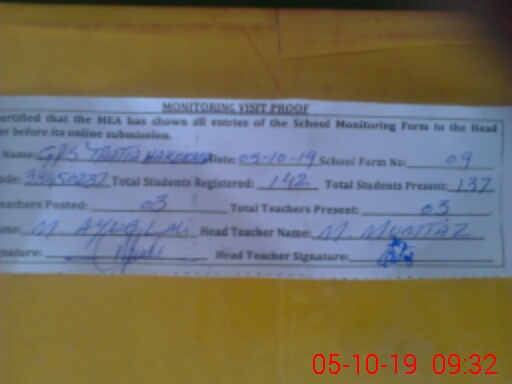 MONITORING VISIT PROOF
ertified that the MEA has shown all entries of the School Monitoring Form to the Head
er before its online submission.
Name: GPS THATTA Date: 05-10-19 School Form No: 09
ode: Total Students Registered: 142 Total Students Present: 137
eachers Posted: 03 Total Teachers Present: 03
ame: M AYUB Head Teacher Name: M. MUMTAZ
gnature: Head Teacher Signature:
05-10-19 09:32